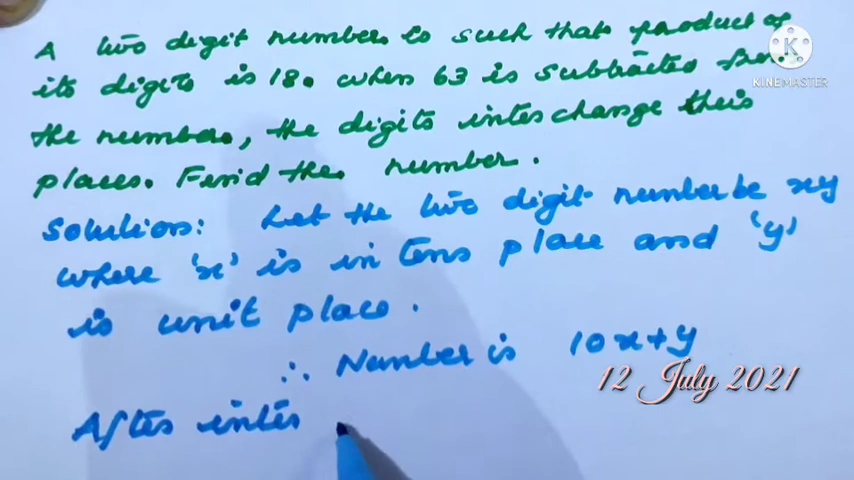 A two digit number is such that product of
its digits is 18. when 63 is subtracted from
the number, the digits interchange their
places. Find the number.
Solution: Let the two digit number be xy
where 'x' is in tens place and 'y'
is unit place.
∴ Number is 10x+y
After inter
K
KINEMASTER
12 July 2021